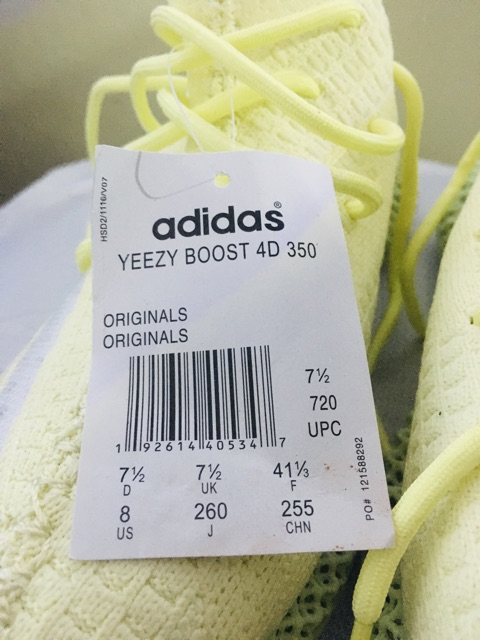 HSD2/1116/V07
adidas®
YEEZY BOOST 4D 350
ORIGINALS
ORIGINALS
7½
720
UPC
1 92614 40534 7
7½ 7½ 41⅓
D UK F
8 260 255
US J CHN
PO# 121588292